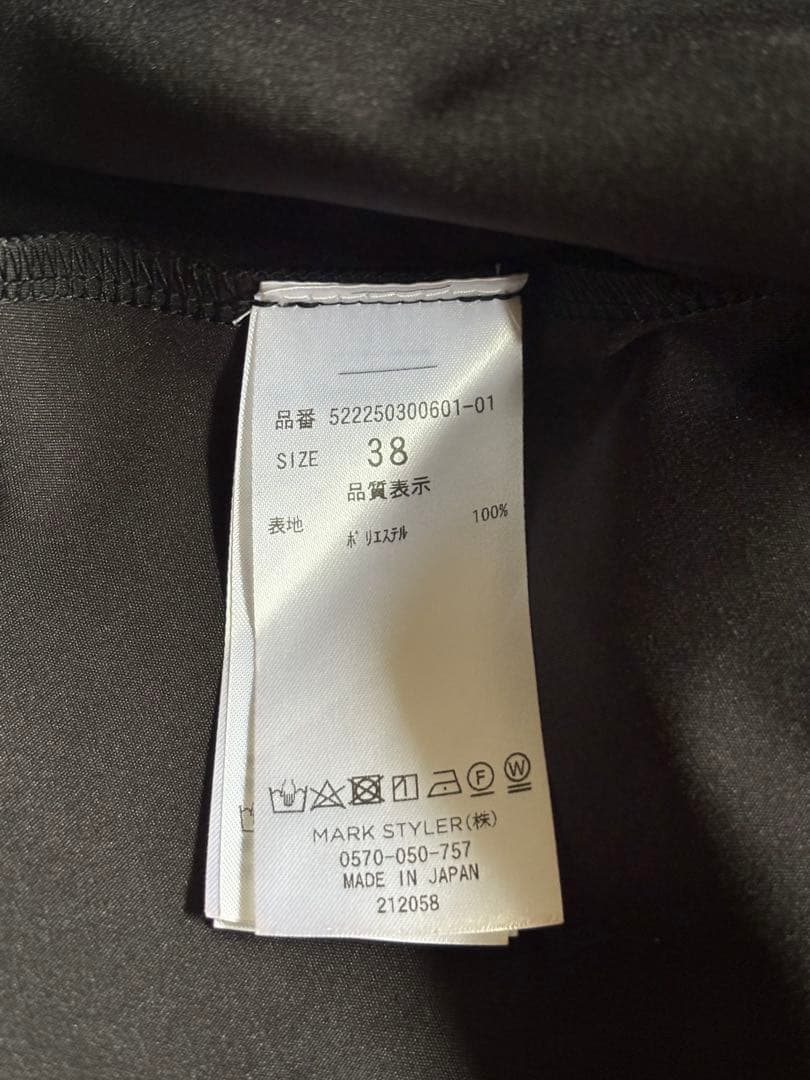 品番 522250300601-01
SIZE 38
品質表示
表地 ﾎﾟﾘｴｽﾃﾙ 100%
F W
MARK STYLER(株)
0570-050-757
MADE IN JAPAN
212058